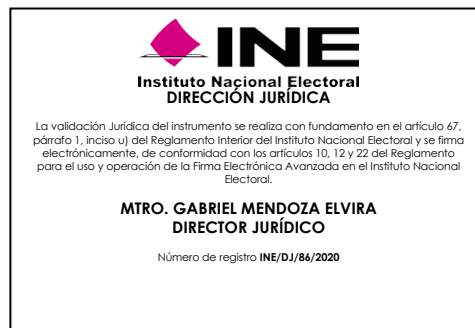 INE
Instituto Nacional Electoral
DIRECCIÓN JURÍDICA
La validación Jurídica del instrumento se realiza con fundamento en el artículo 67,
párrafo 1, inciso u) del Reglamento Interior del Instituto Nacional Electoral y se firma
electrónicamente, de conformidad con los artículos 10, 12 y 22 del Reglamento
para el uso y operación de la Firma Electrónica Avanzada en el Instituto Nacional
Electoral.
MTRO. GABRIEL MENDOZA ELVIRA
DIRECTOR JURÍDICO
Número de registro INE/DJ/86/2020